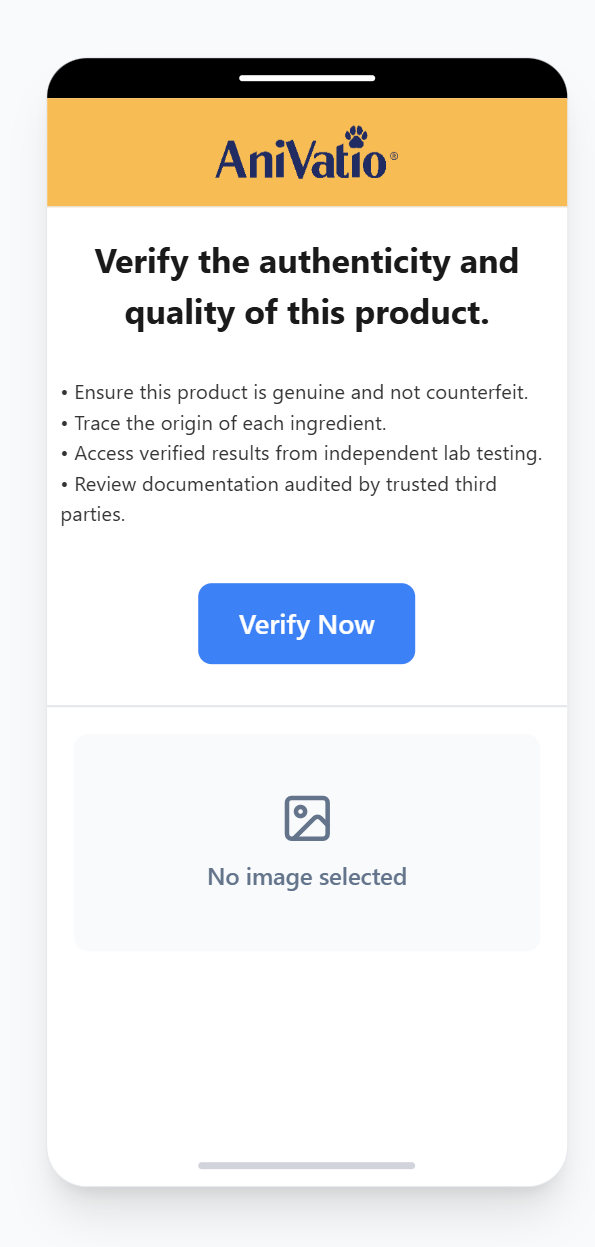 AniVatio®
Verify the authenticity and
quality of this product.
• Ensure this product is genuine and not counterfeit.
• Trace the origin of each ingredient.
• Access verified results from independent lab testing.
• Review documentation audited by trusted third
parties.
Verify Now
No image selected